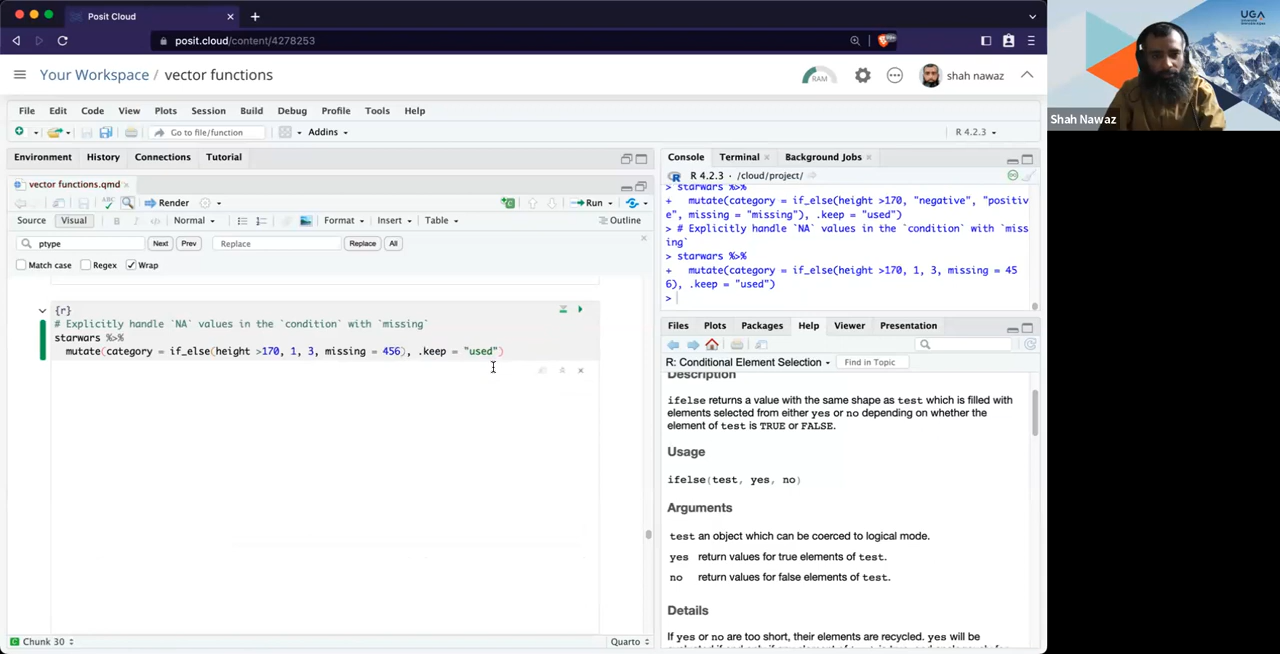 Posit Cloud
posit.cloud/content/4278253
Your Workspace / vector functions
RAM
shah nawaz
File Edit Code View Plots Session Build Debug Profile Tools Help
Go to file/function
Addins
R 4.2.3
Environment History Connections Tutorial
vector functions.qmd
Render
Run
Source Visual B I </> Normal Format Insert Table Outline
ptype Next Prev Replace Replace All
Match case Regex Wrap
{r}
# Explicitly handle `NA` values in the `condition` with `missing`
starwars %>%
mutate(category = if_else(height >170, 1, 3, missing = 456), .keep = "used")
Chunk 30
Quarto
Console Terminal Background Jobs
R 4.2.3 · /cloud/project/
> starwars %>%
+ mutate(category = if_else(height >170, "negative", "positiv
e", missing = "missing"), .keep = "used")
> # Explicitly handle `NA` values in the `condition` with `miss
ing`
> starwars %>%
+ mutate(category = if_else(height >170, 1, 3, missing = 45
6), .keep = "used")
>
Files Plots Packages Help Viewer Presentation
R: Conditional Element Selection
Find in Topic
Description
ifelse returns a value with the same shape as test which is filled with
elements selected from either yes or no depending on whether the
element of test is TRUE or FALSE.
Usage
ifelse(test, yes, no)
Arguments
test an object which can be coerced to logical mode.
yes return values for true elements of test.
no return values for false elements of test.
Details
If yes or no are too short, their elements are recycled. yes will be
UGA
Shah Nawaz